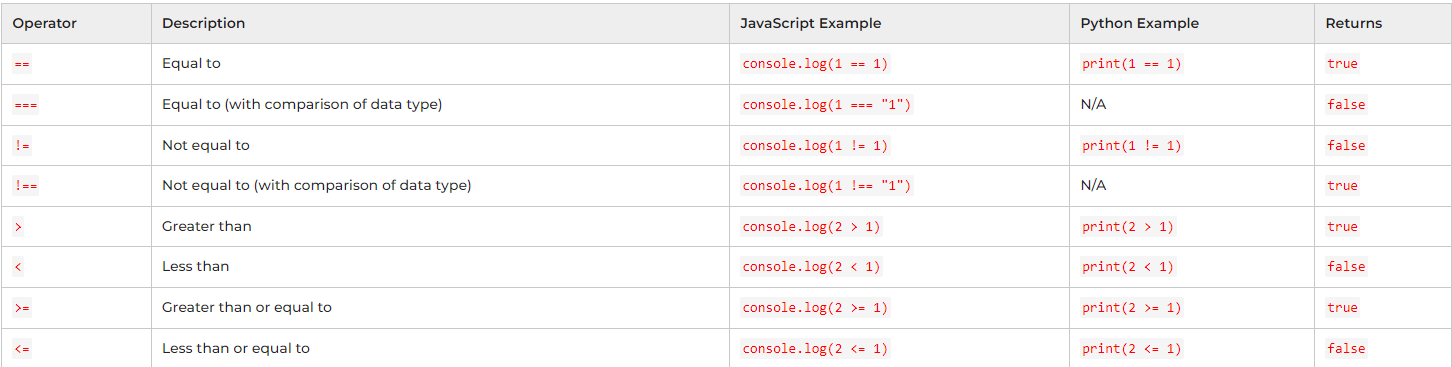 Operator Description JavaScript Example Python Example Returns
== Equal to console.log(1 == 1) print(1 == 1) true
=== Equal to (with comparison of data type) console.log(1 === "1") N/A false
!= Not equal to console.log(1 != 1) print(1 != 1) false
!== Not equal to (with comparison of data type) console.log(1 !== "1") N/A true
> Greater than console.log(2 > 1) print(2 > 1) true
< Less than console.log(2 < 1) print(2 < 1) false
>= Greater than or equal to console.log(2 >= 1) print(2 >= 1) true
<= Less than or equal to console.log(2 <= 1) print(2 <= 1) false